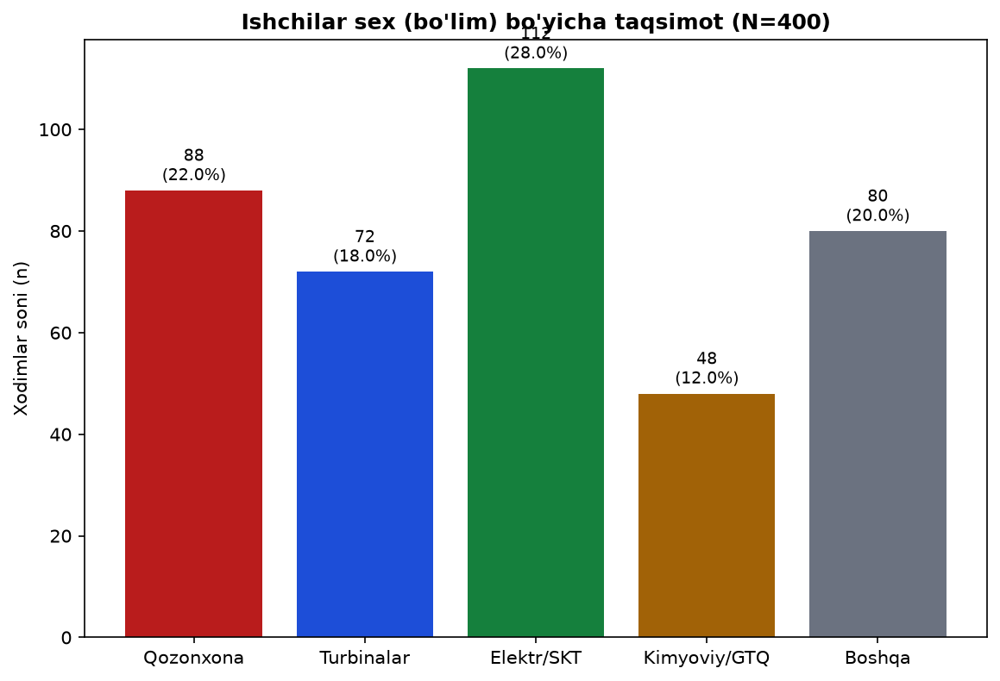 Ishchilar sex (bo'lim) bo'yicha taqsimot (N=400)
112
(28.0%)
88
(22.0%)
72
(18.0%)
48
(12.0%)
80
(20.0%)
Xodimlar soni (n)
100
80
60
40
20
0
Qozonxona
Turbinalar
Elektr/SKT
Kimyoviy/GTQ
Boshqa